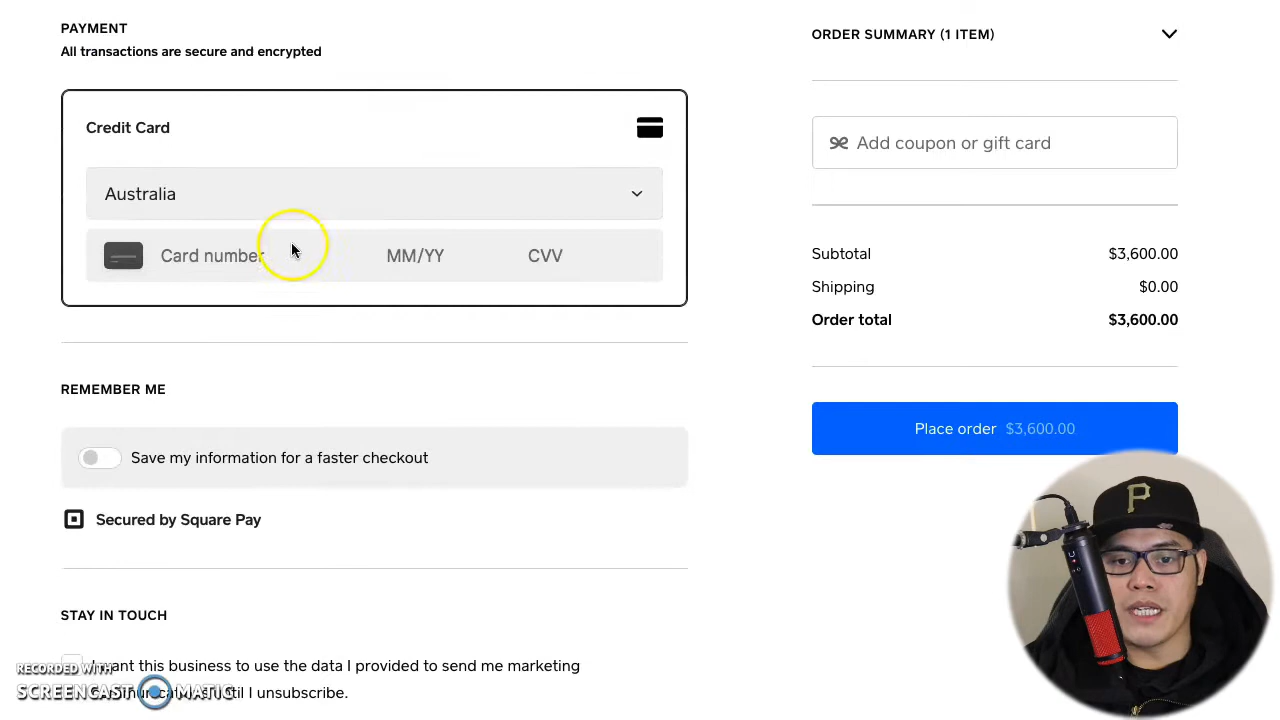 PAYMENT
All transactions are secure and encrypted
Credit Card
Australia
Card number MM/YY CVV
REMEMBER ME
Save my information for a faster checkout
Secured by Square Pay
STAY IN TOUCH
I want this business to use the data I provided to send me marketing
until I unsubscribe.
RECORDED WITH
SCREENCAST MATIC
ORDER SUMMARY (1 ITEM)
Add coupon or gift card
Subtotal $3,600.00
Shipping $0.00
Order total $3,600.00
Place order $3,600.00
P